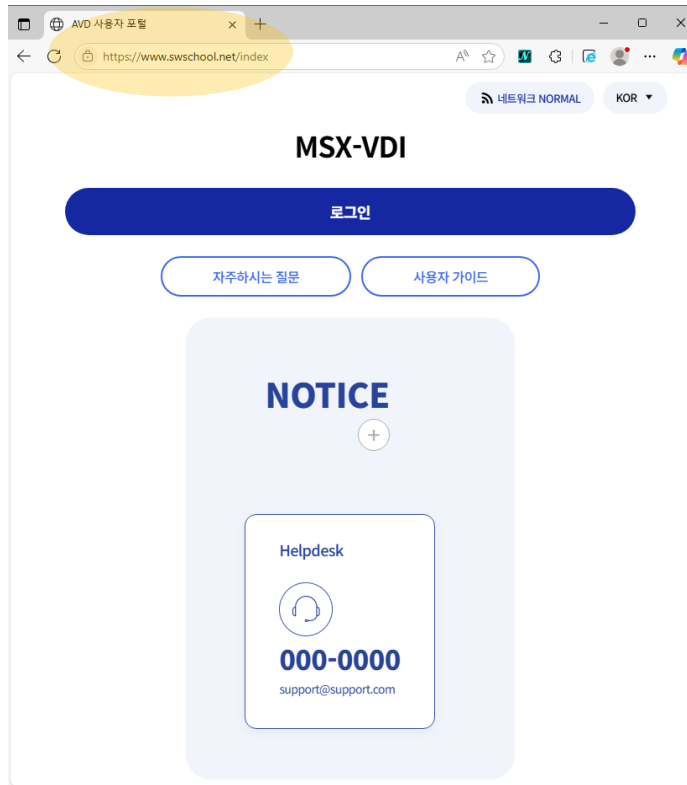 AVD 사용자 포털
https://www.swschool.net/index
네트워크 NORMAL
KOR
MSX-VDI
로그인
자주하시는 질문
사용자 가이드
NOTICE
Helpdesk
000-0000
support@support.com